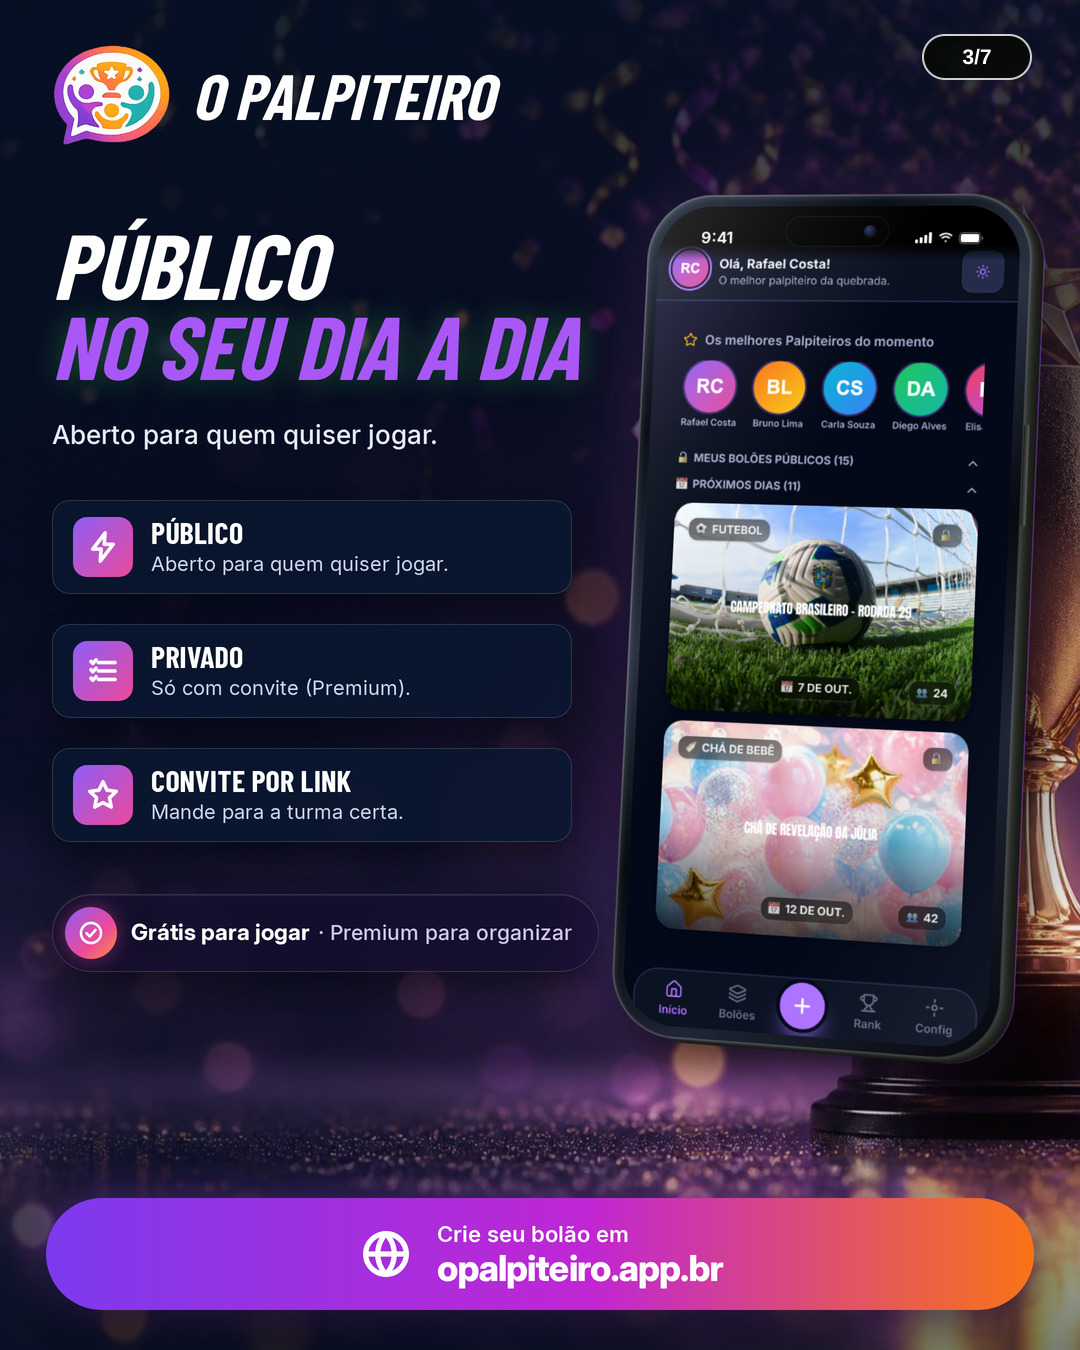 O PALPITEIRO
3/7
PÚBLICO
NO SEU DIA A DIA
Aberto para quem quiser jogar.
PÚBLICO
Aberto para quem quiser jogar.
PRIVADO
Só com convite (Premium).
CONVITE POR LINK
Mande para a turma certa.
Grátis para jogar · Premium para organizar
9:41
RC
Olá, Rafael Costa!
O melhor palpiteiro da quebrada.
Os melhores Palpiteiros do momento
RC BL CS DA
Rafael Costa Bruno Lima Carla Souza Diego Alves Elis
MEUS BOLÕES PÚBLICOS (15)
PRÓXIMOS DIAS (11)
FUTEBOL
CAMPEONATO BRASILEIRO - RODADA 29
7 DE OUT.
24
CHÁ DE BEBÊ
CHÁ DE REVELAÇÃO DA JÚLIA
12 DE OUT.
42
Início Bolões Rank Config
Crie seu bolão em
opalpiteiro.app.br